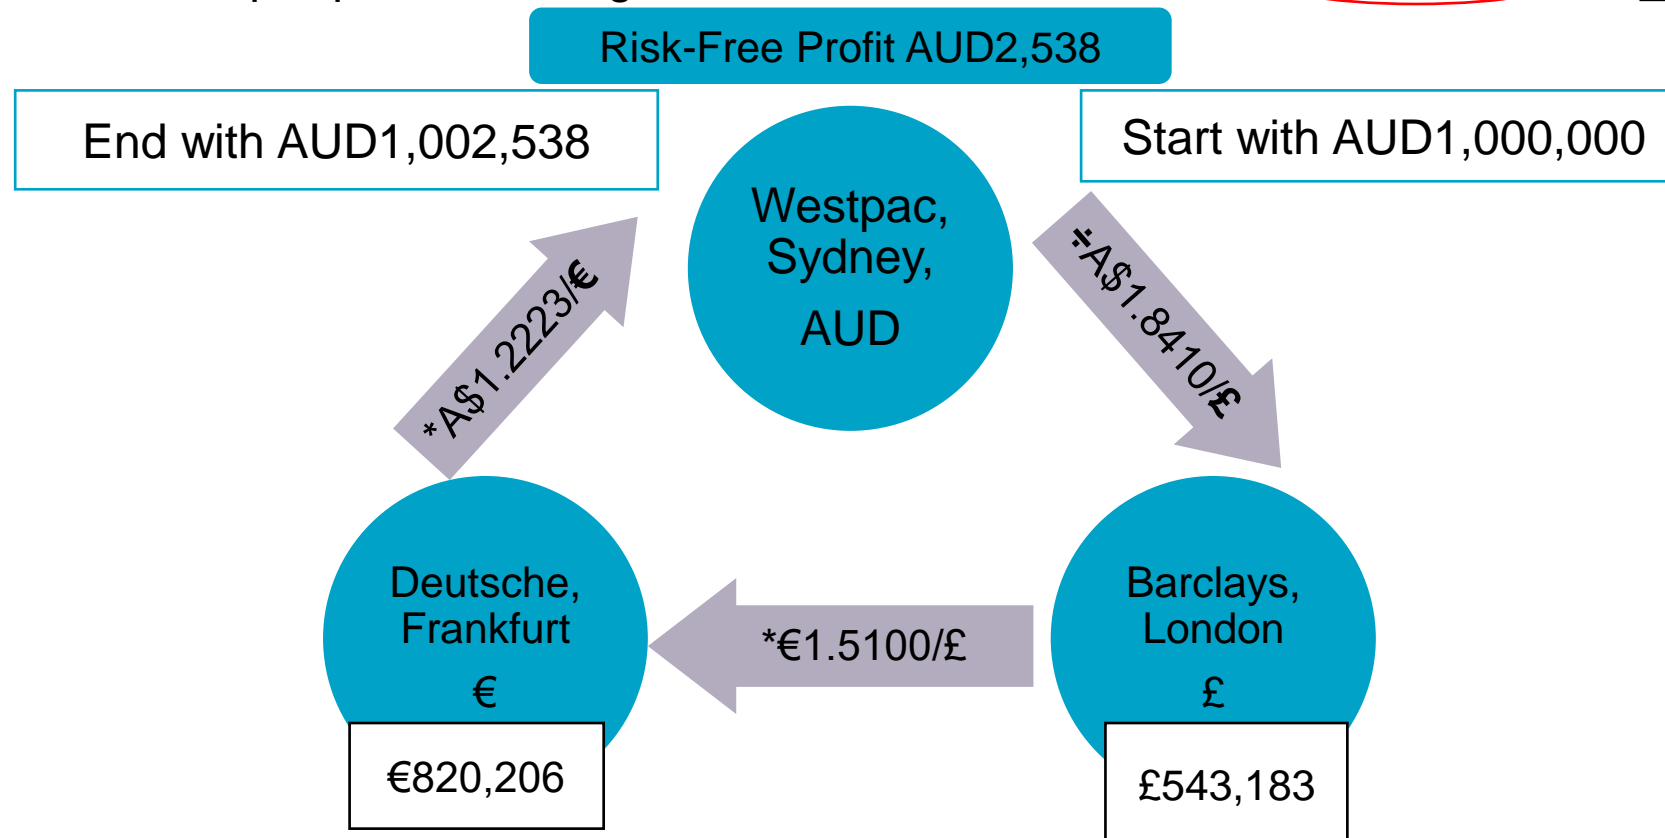 Risk-Free Profit AUD2,538
End with AUD1,002,538
Start with AUD1,000,000
Westpac,
Sydney,
AUD
*A$1.2223/€
÷A$1.8410/£
Deutsche,
Frankfurt
€
*€1.5100/£
Barclays,
London
£
€820,206
£543,183